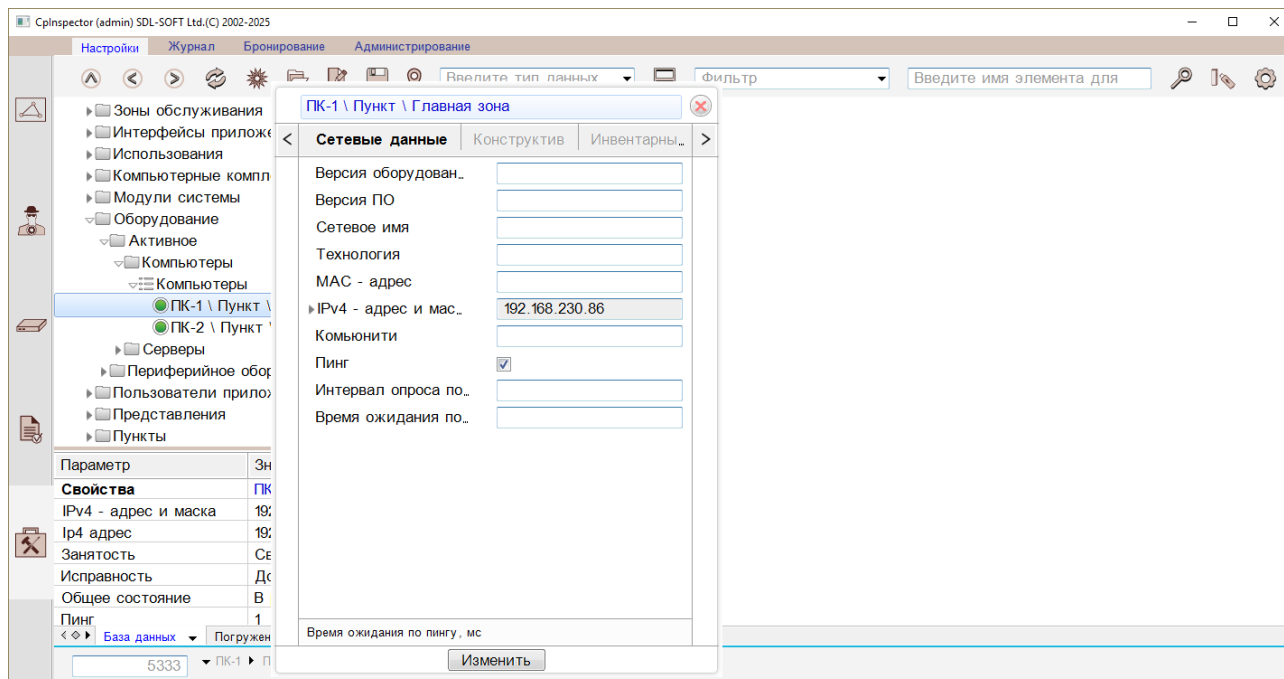 CpInspector (admin) SDL-SOFT Ltd.(C) 2002-2025
Настройки Журнал Бронирование Администрирование
Введите тип данных Фильтр Введите имя элемента для
Зоны обслуживания
Интерфейсы приложе
Использования
Компьютерные компл
Модули системы
Оборудование
Активное
Компьютеры
Компьютеры
ПК-1 \ Пункт \
ПК-2 \ Пункт \
Серверы
Периферийное обор
Пользователи прилож
Представления
Пункты
Параметр Зн
Свойства ПК
IPv4 - адрес и маска 192
Ip4 адрес 192
Занятость Св
Исправность До
Общее состояние В
Пинг 1
База данных Погружен
5333 ПК-1 П
ПК-1 \ Пункт \ Главная зона
< Сетевые данные Конструктив Инвентарны… >
Версия оборудован…
Версия ПО
Сетевое имя
Технология
MAC - адрес
IPv4 - адрес и мас… 192.168.230.86
Комьюнити
Пинг
Интервал опроса по…
Время ожидания по…
Время ожидания по пингу, мс
Изменить